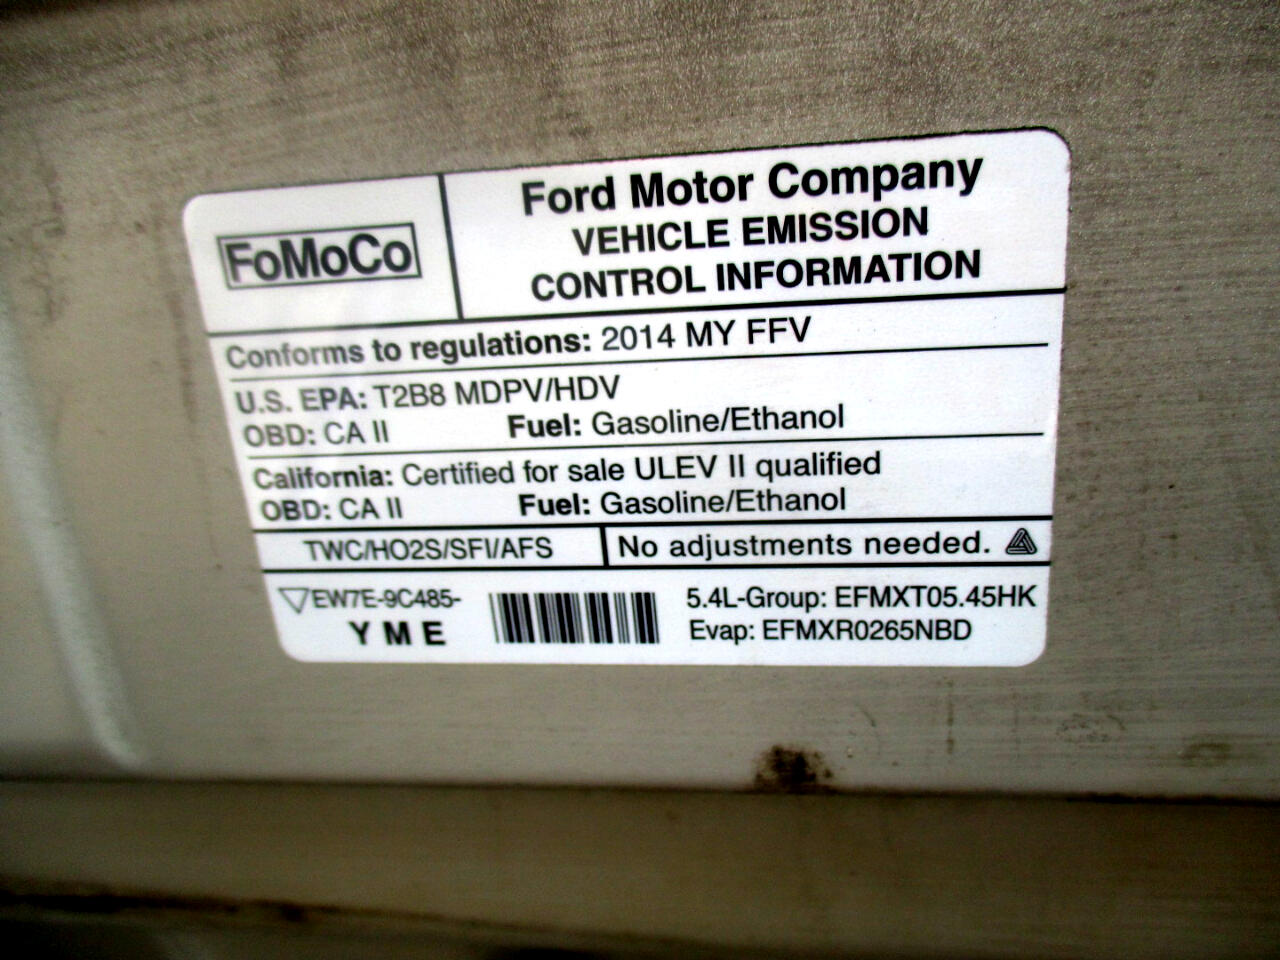 FoMoCo
Ford Motor Company
VEHICLE EMISSION
CONTROL INFORMATION
Conforms to regulations: 2014 MY FFV
U.S. EPA: T2B8 MDPV/HDV
OBD: CA II Fuel: Gasoline/Ethanol
California: Certified for sale ULEV II qualified
OBD: CA II Fuel: Gasoline/Ethanol
TWC/HO2S/SFI/AFS No adjustments needed.
EW7E-9C485-
Y M E
5.4L-Group: EFMXT05.45HK
Evap: EFMXR0265NBD